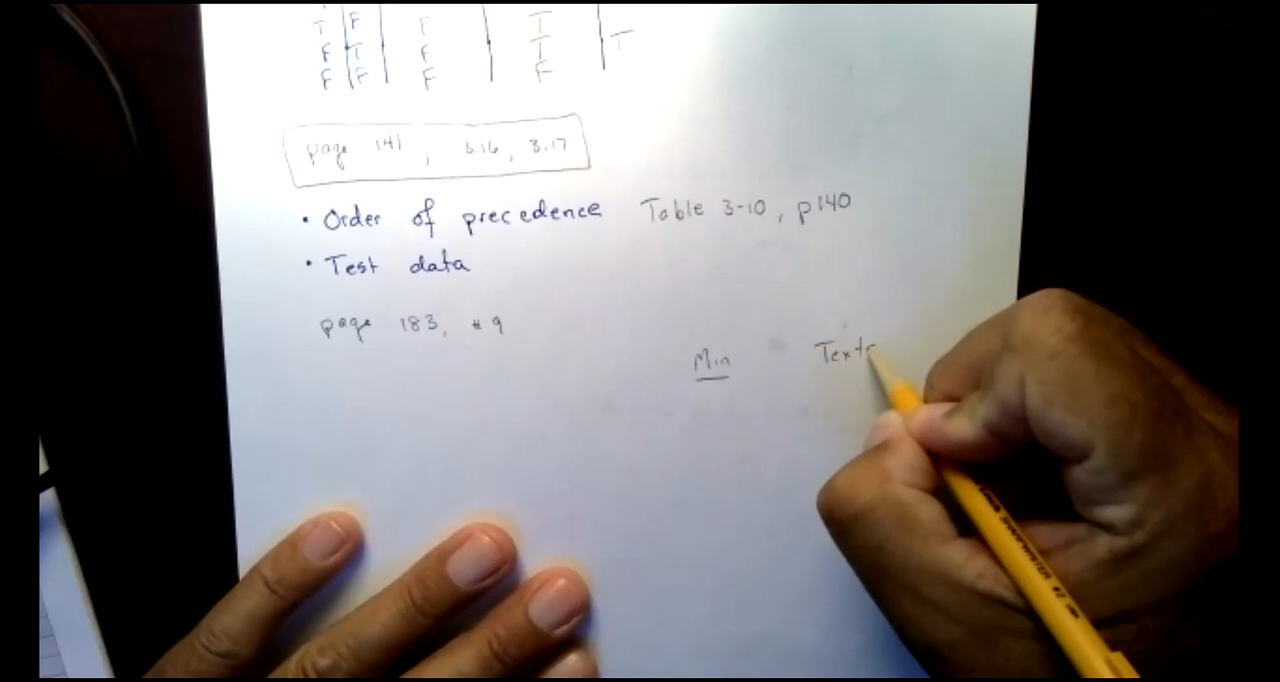 T F F T
F T F T T
F F F F
page 141, 3.16, 3.17
• Order of precedence Table 3-10, p140
• Test data
page 183, #9
Min Texts